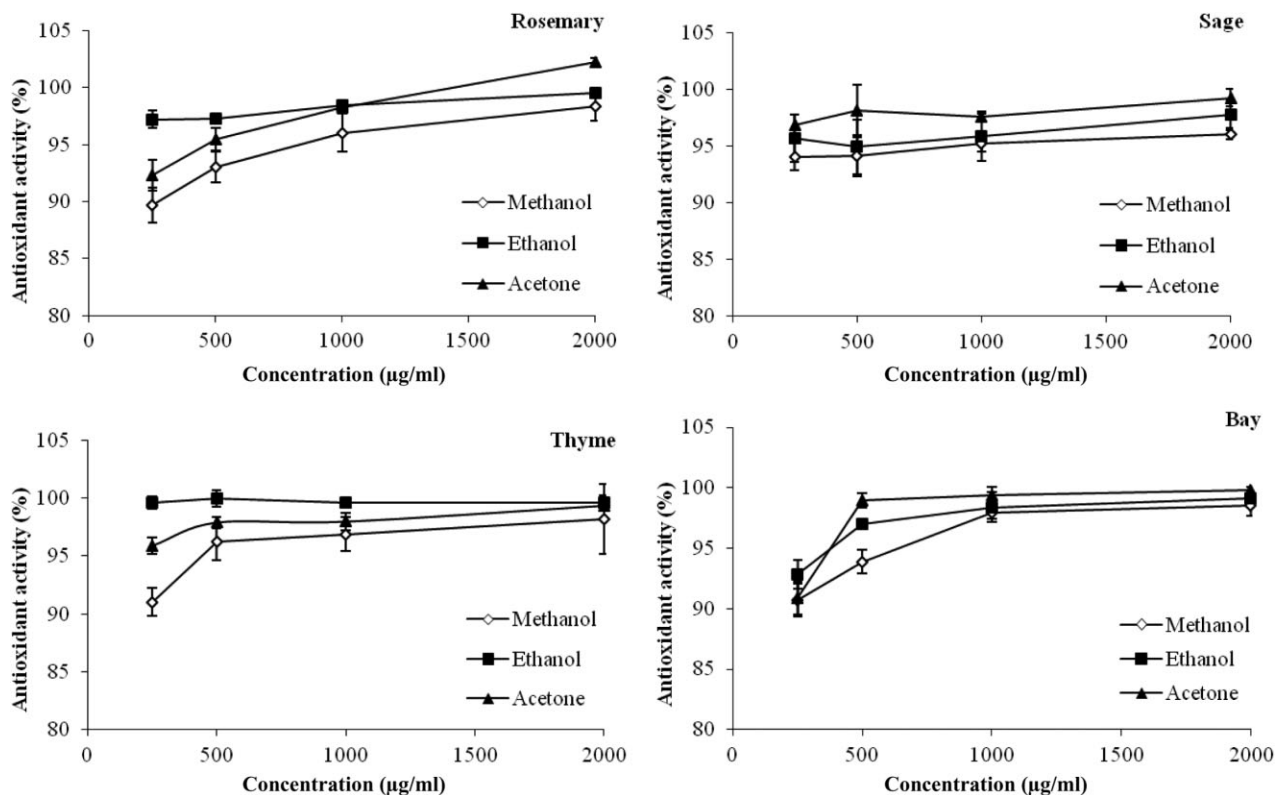 Rosemary
105
100
95
90
85
80
Antioxidant activity (%)
Methanol
Ethanol
Acetone
0 500 1000 1500 2000
Concentration (µg/ml)
Sage
105
100
95
90
85
80
Antioxidant activity (%)
Methanol
Ethanol
Acetone
0 500 1000 1500 2000
Concentration (µg/ml)
Thyme
105
100
95
90
85
80
Antioxidant activity (%)
Methanol
Ethanol
Acetone
0 500 1000 1500 2000
Concentration (µg/ml)
Bay
105
100
95
90
85
80
Antioxidant activity (%)
Methanol
Ethanol
Acetone
0 500 1000 1500 2000
Concentration (µg/ml)